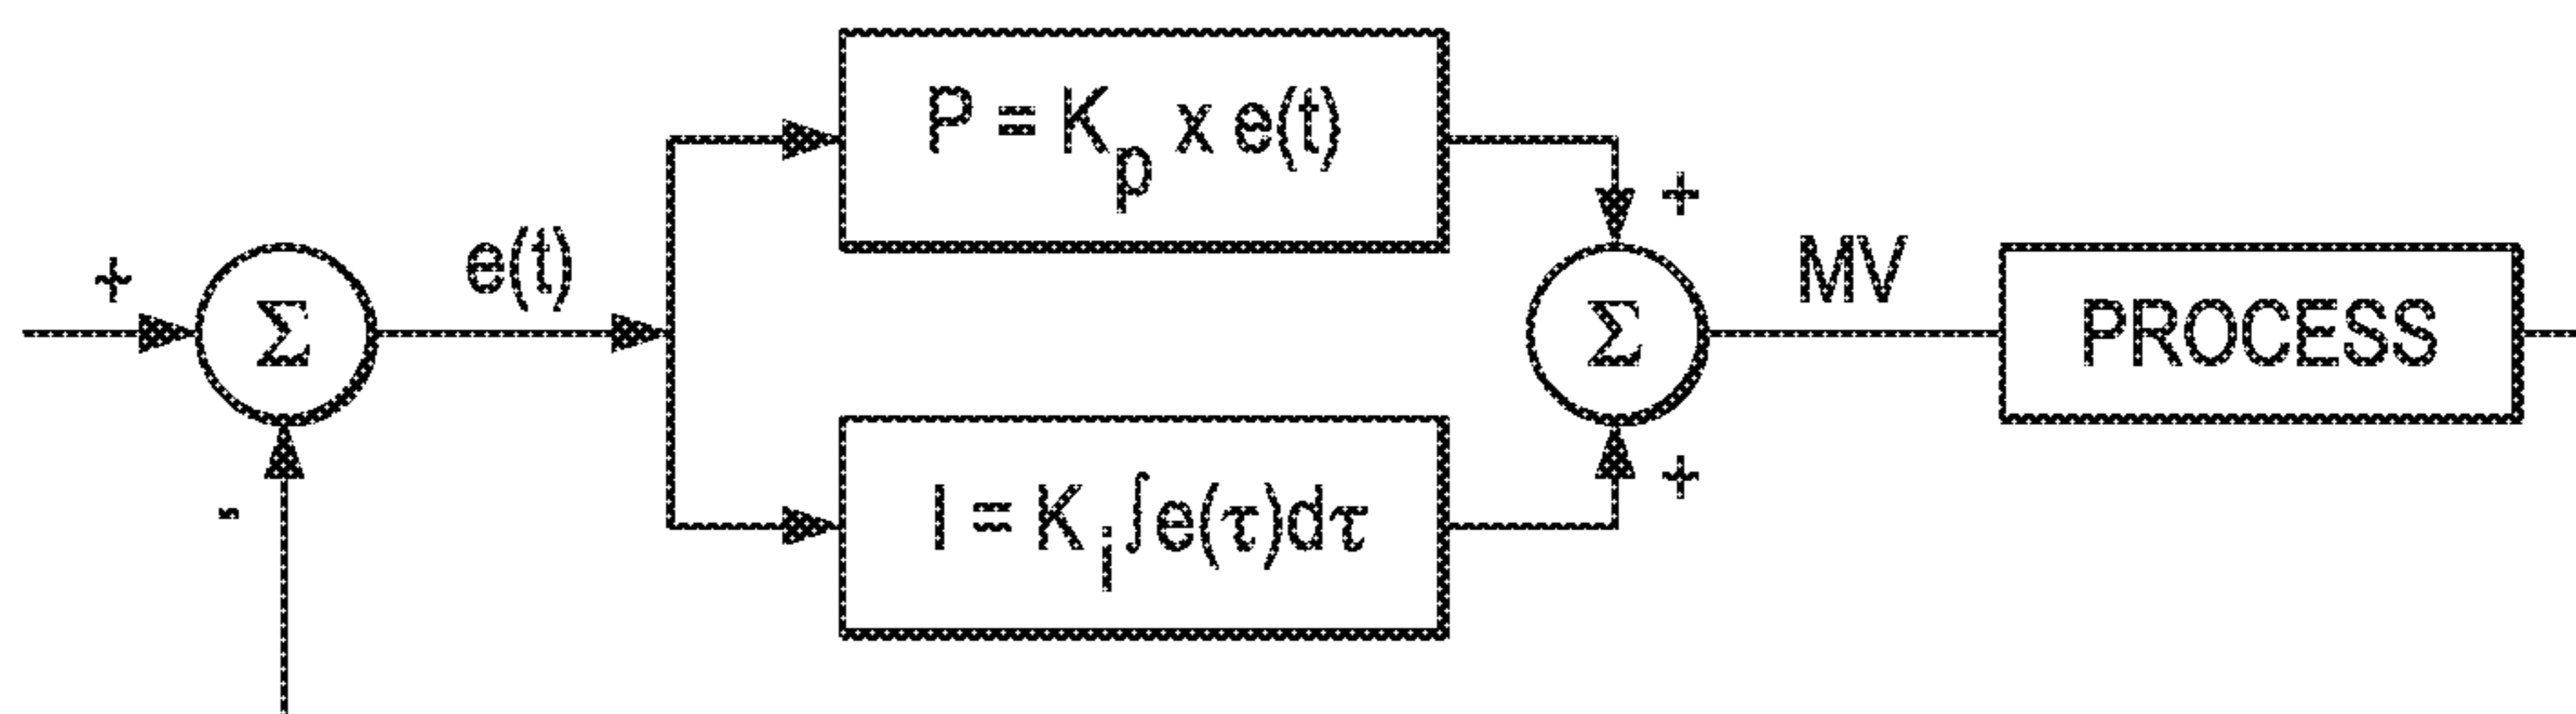 P = Kp x e(t)
+
+
e(t)
MV
Σ
Σ
PROCESS
-
I = Ki∫e(τ)dτ
+